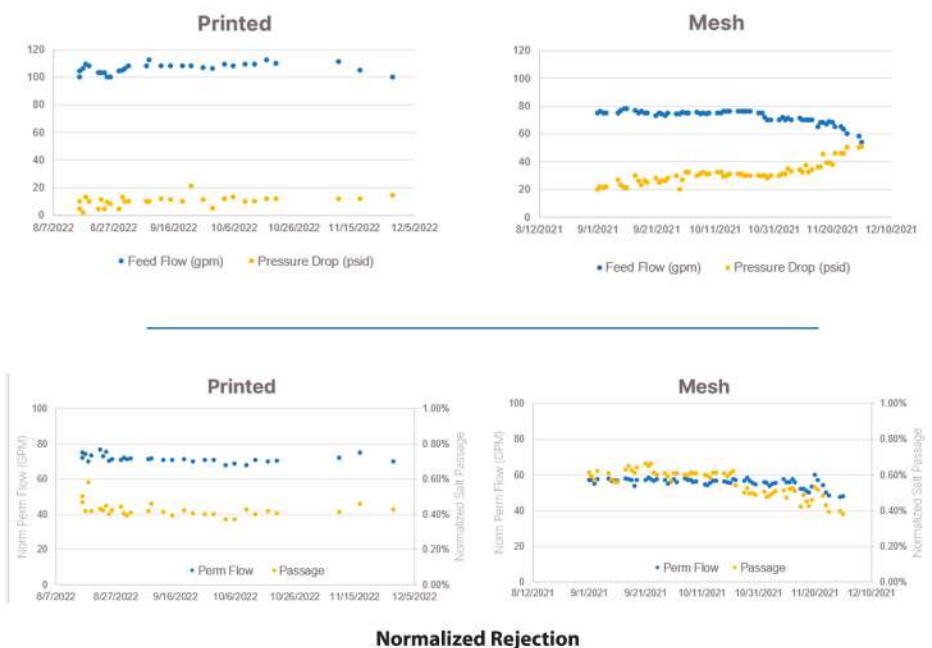 Printed
120
100
80
60
40
20
0
8/7/2022 8/27/2022 9/16/2022 10/6/2022 10/26/2022 11/15/2022 12/5/2022
Feed Flow (gpm) Pressure Drop (psid)
Mesh
120
100
80
60
40
20
0
8/12/2021 9/1/2021 9/21/2021 10/11/2021 10/31/2021 11/20/2021 12/10/2021
Feed Flow (gpm) Pressure Drop (psid)
Printed
Norm Perm Flow (GPM)
100
80
60
40
20
0
1.00%
0.80%
0.60%
0.40%
0.20%
0.00%
Normalized Salt Passage
Perm Flow Passage
8/7/2022 8/27/2022 9/16/2022 10/6/2022 10/26/2022 11/15/2022 12/5/2022
Mesh
Norm Perm Flow (GPM)
100
80
60
40
20
0
1.00%
0.80%
0.60%
0.40%
0.20%
0.00%
Normalized Salt Passage
Perm Flow Passage
8/12/2021 9/1/2021 9/21/2021 10/11/2021 10/31/2021 11/20/2021 12/10/2021
Normalized Rejection